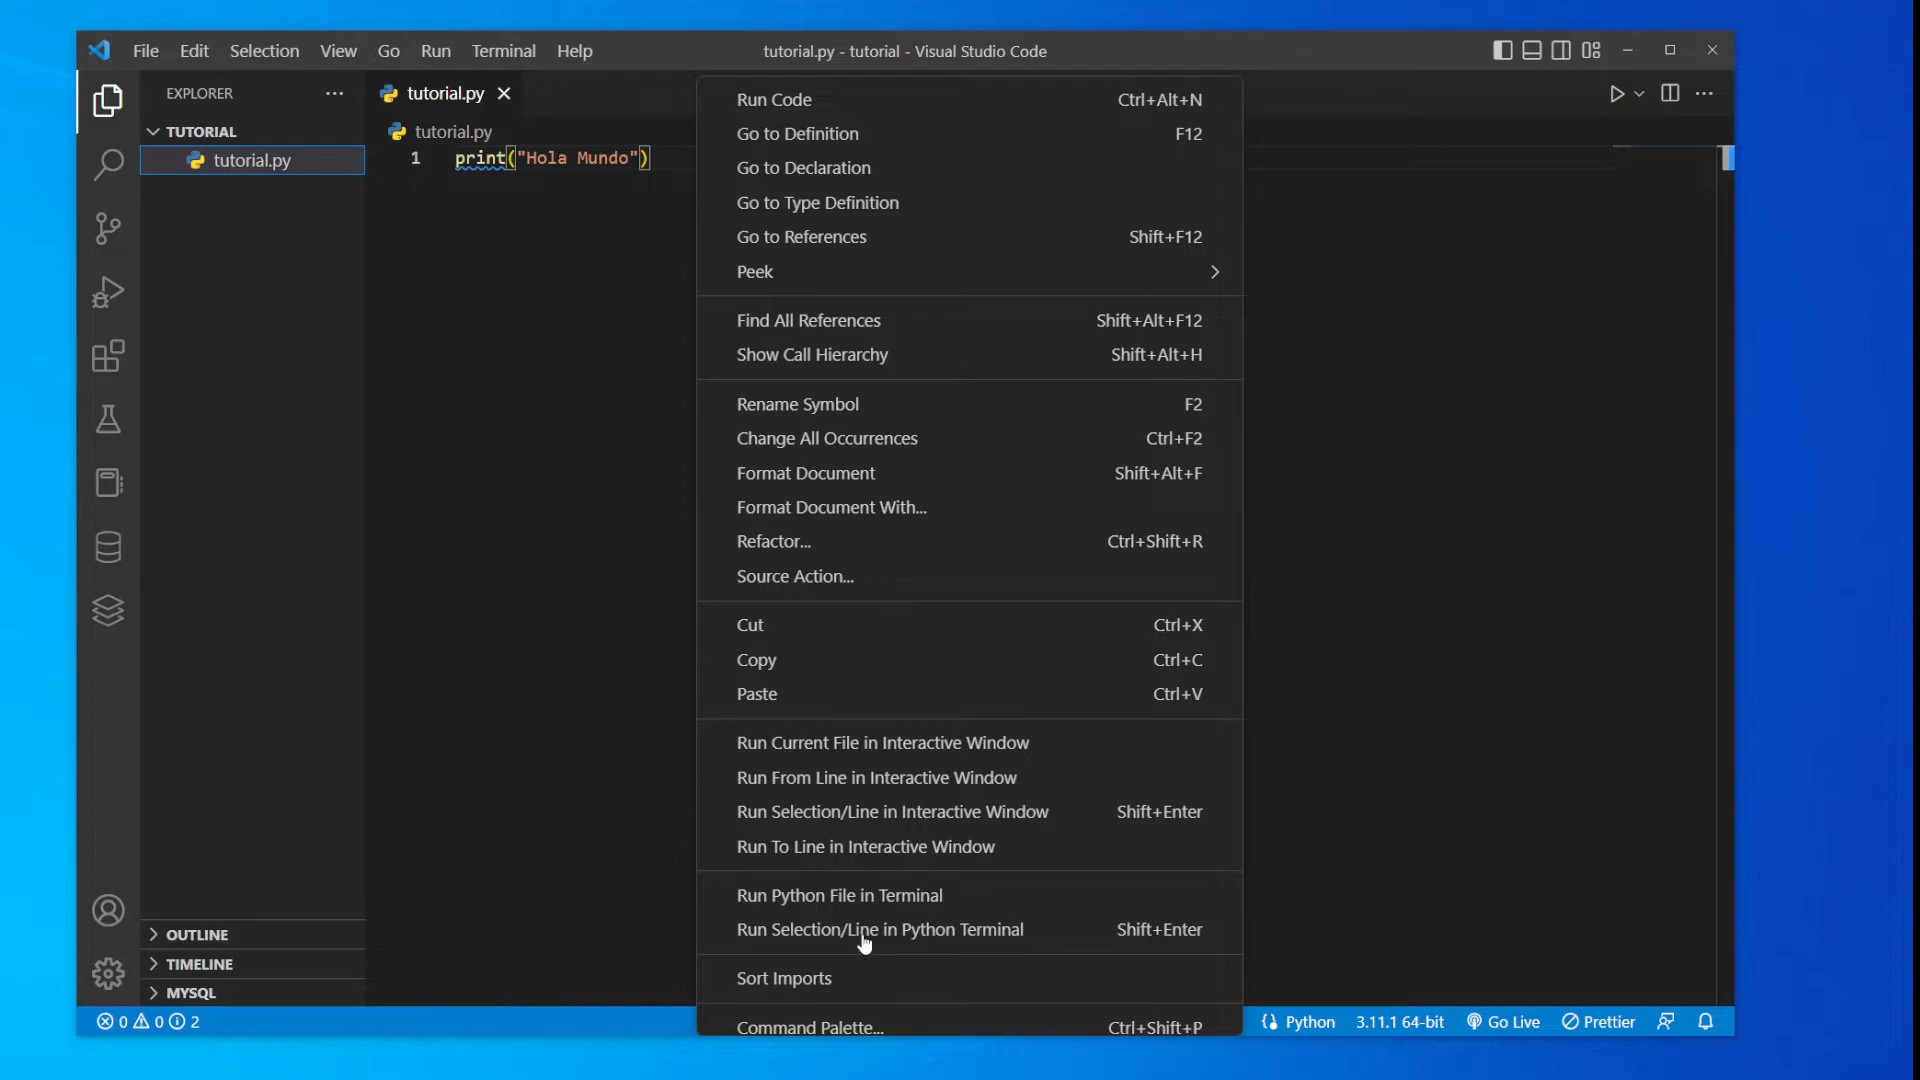 File Edit Selection View Go Run Terminal Help tutorial.py - tutorial - Visual Studio Code
EXPLORER
TUTORIAL
tutorial.py
OUTLINE
TIMELINE
MYSQL
tutorial.py
tutorial.py
1 print("Hola Mundo")
Run Code Ctrl+Alt+N
Go to Definition F12
Go to Declaration
Go to Type Definition
Go to References Shift+F12
Peek
Find All References Shift+Alt+F12
Show Call Hierarchy Shift+Alt+H
Rename Symbol F2
Change All Occurrences Ctrl+F2
Format Document Shift+Alt+F
Format Document With...
Refactor... Ctrl+Shift+R
Source Action...
Cut Ctrl+X
Copy Ctrl+C
Paste Ctrl+V
Run Current File in Interactive Window
Run From Line in Interactive Window
Run Selection/Line in Interactive Window Shift+Enter
Run To Line in Interactive Window
Run Python File in Terminal
Run Selection/Line in Python Terminal Shift+Enter
Sort Imports
Command Palette... Ctrl+Shift+P
0 0 2 Python 3.11.1 64-bit Go Live Prettier